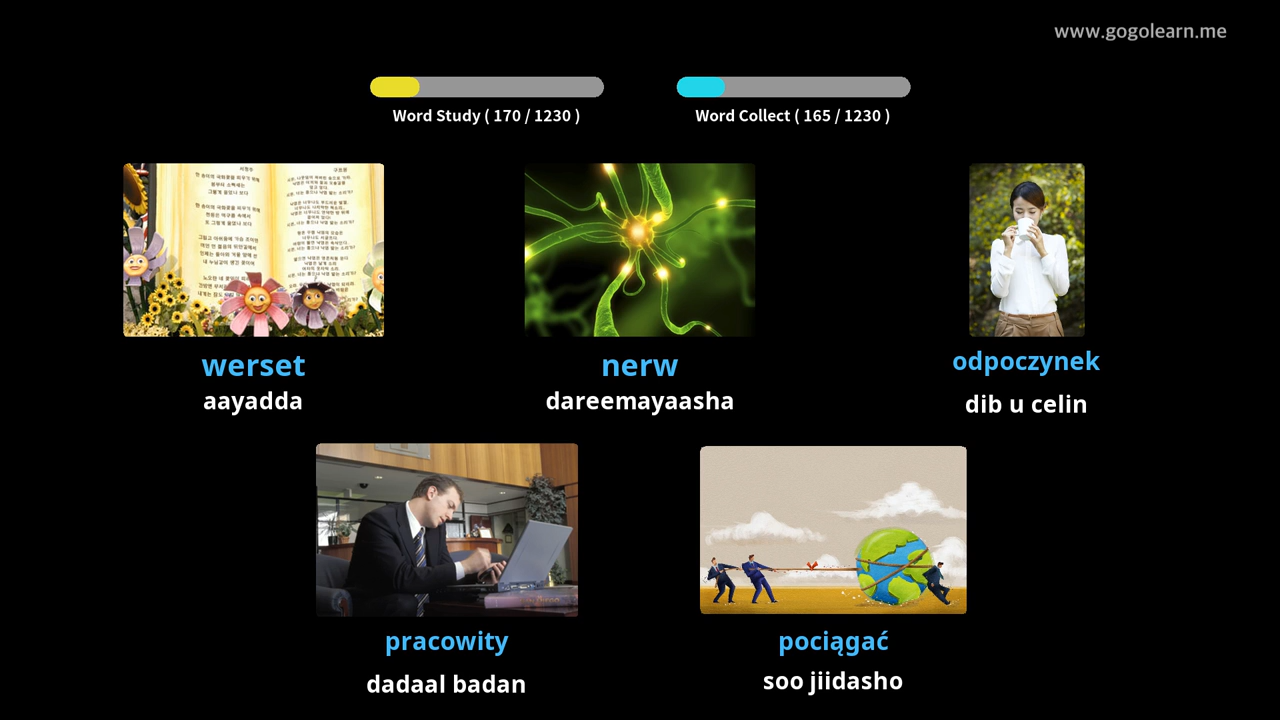 www.gogolearn.me
Word Study ( 170 / 1230 )
Word Collect ( 165 / 1230 )
werset
aayadda
nerw
dareemayaasha
odpoczynek
dib u celin
pracowity
dadaal badan
pociągać
soo jiidasho